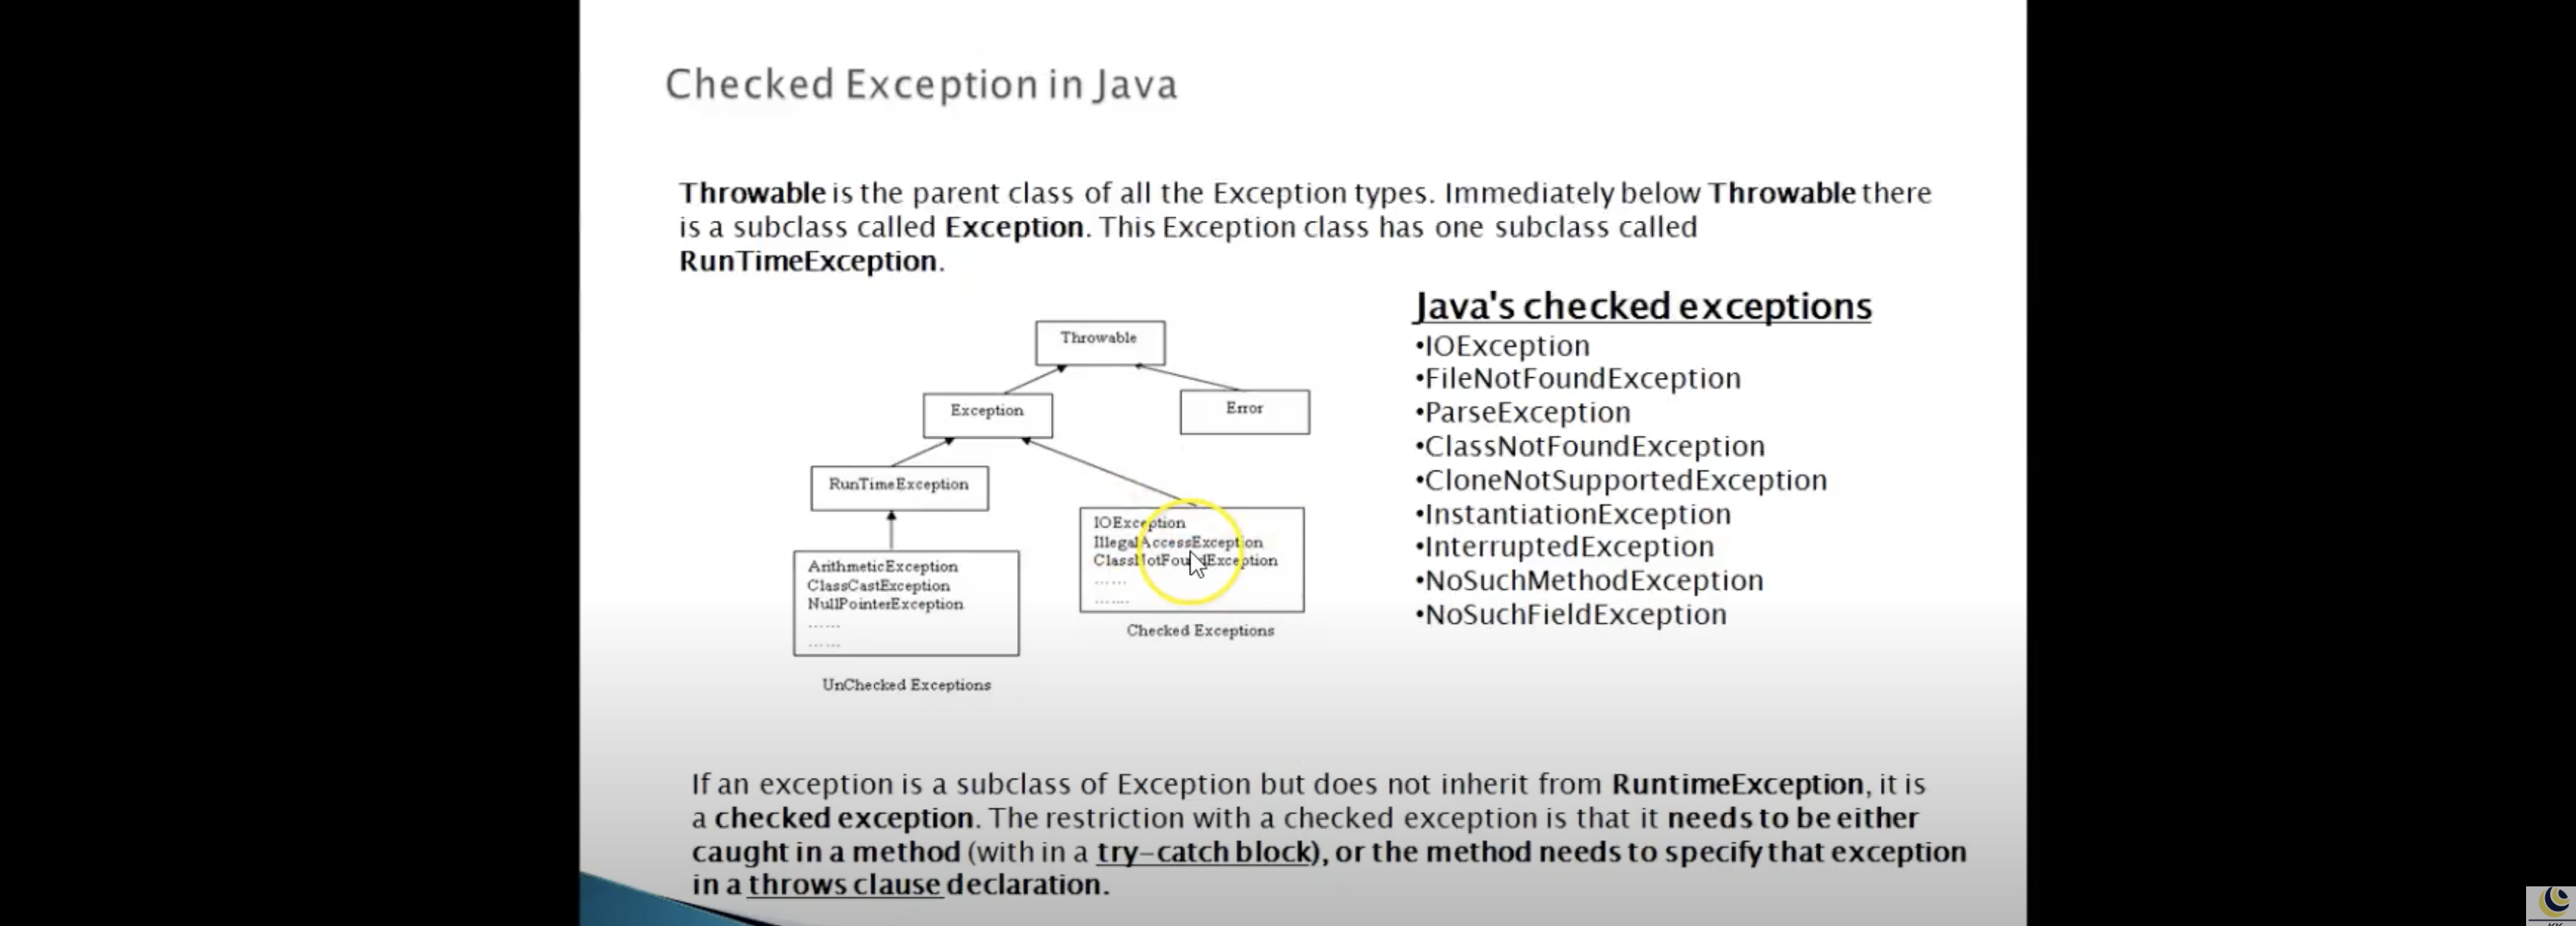 Checked Exception in Java
Throwable is the parent class of all the Exception types. Immediately below Throwable there
is a subclass called Exception. This Exception class has one subclass called
RunTimeException.
Throwable
Exception
Error
RunTimeException
IOException
IllegalAccessException
ClassNotFoundException
......
.......
Checked Exceptions
ArithmeticException
ClassCastException
NullPointerException
......
......
UnChecked Exceptions
Java's checked exceptions
•IOException
•FileNotFoundException
•ParseException
•ClassNotFoundException
•CloneNotSupportedException
•InstantiationException
•InterruptedException
•NoSuchMethodException
•NoSuchFieldException
If an exception is a subclass of Exception but does not inherit from RuntimeException, it is
a checked exception. The restriction with a checked exception is that it needs to be either
caught in a method (with in a try-catch block), or the method needs to specify that exception
in a throws clause declaration.